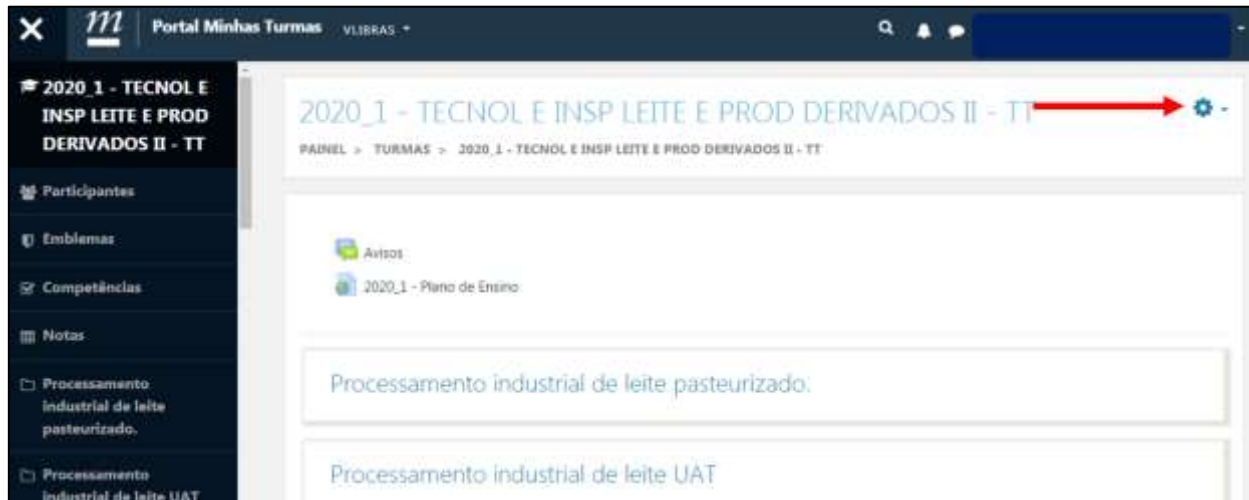 m Portal Minhas Turmas VLIBRAS
2020_1 - TECNOL E
INSP LEITE E PROD
DERIVADOS II - TT
Participantes
Emblemas
Competências
Notas
Processamento
industrial de leite
pasteurizado.
Processamento
industrial de leite UAT
2020_1 - TECNOL E INSP LEITE E PROD DERIVADOS II - TT
PAINEL > TURMAS > 2020_1 - TECNOL E INSP LEITE E PROD DERIVADOS II - TT
Avisos
2020_1 - Plano de Ensino
Processamento industrial de leite pasteurizado.
Processamento industrial de leite UAT